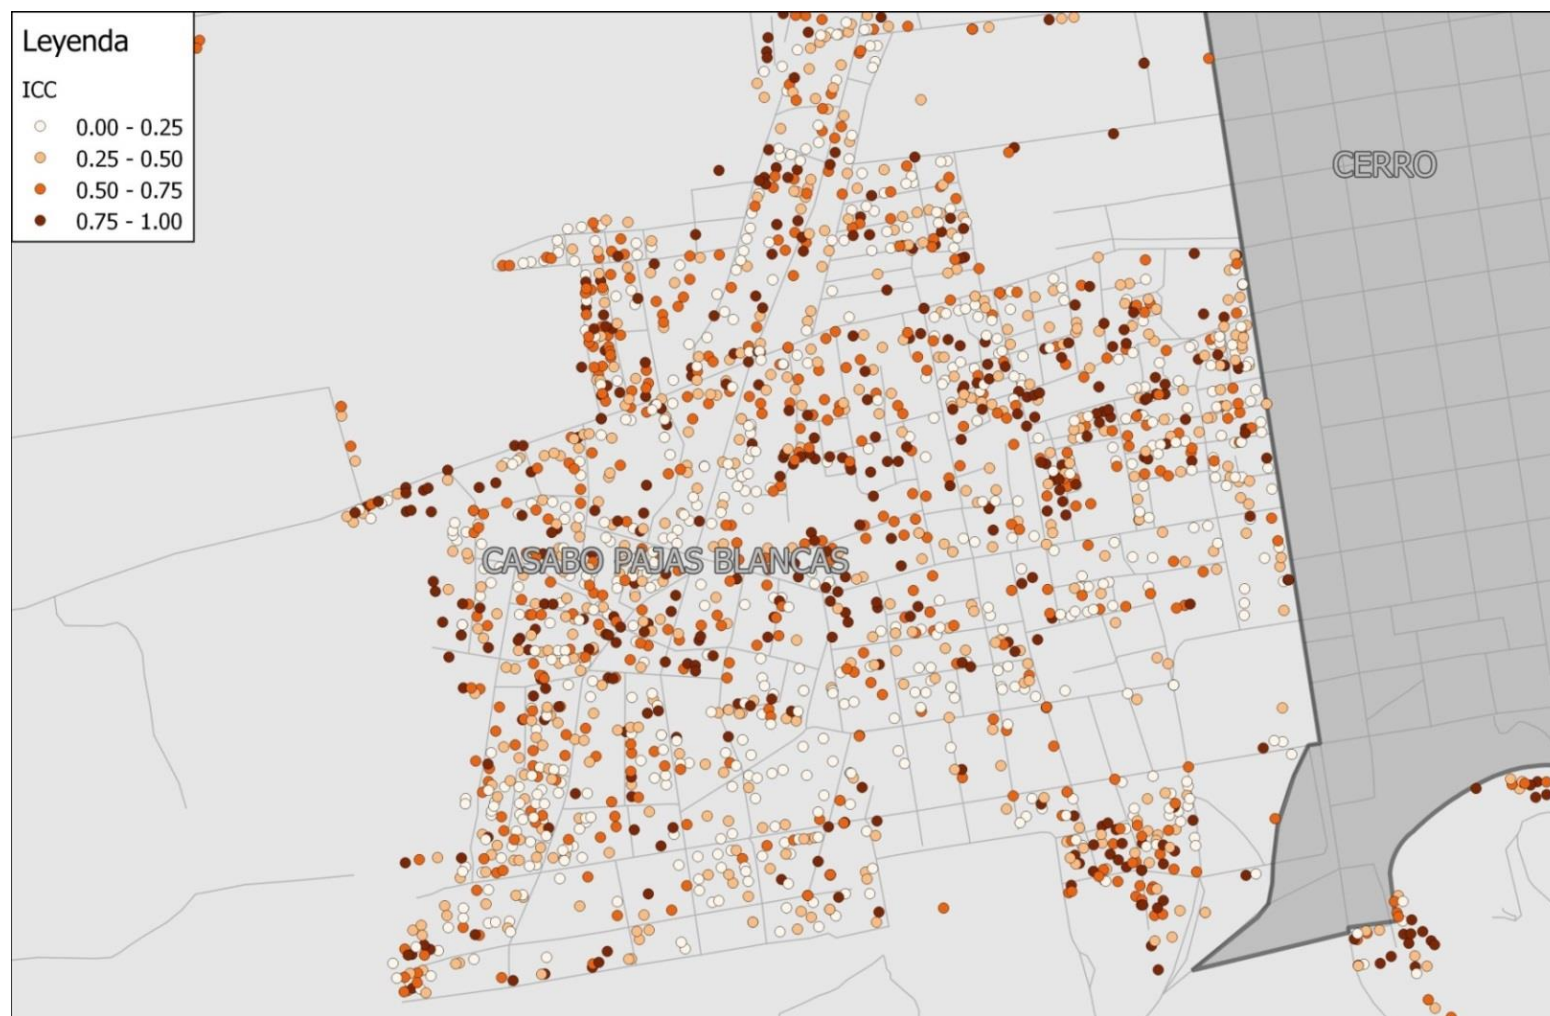 Leyenda
ICC
0.00 - 0.25
0.25 - 0.50
0.50 - 0.75
0.75 - 1.00
CERRO
CASABO PAJAS BLANCAS